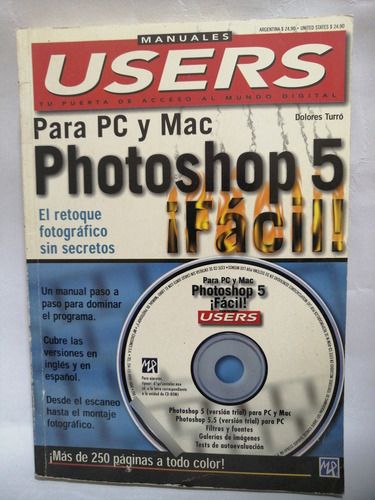 MANUALES
ARGENTINA $ 24.90 - UNITED STATES $ 24.90
USERS
TU PUERTA DE ACCESO AL MUNDO DIGITAL
Dolores Turró
Para PC y Mac
Photoshop 5
¡Fácil!
El retoque
fotográfico
sin secretos
Un manual paso a
paso para dominar
el programa.
Cubre las
versiones en
inglés y en
español.
Desde el escaneo
hasta el montaje
fotográfico.
Para PC y Mac
Photoshop 5
¡Fácil!
USERS
MP
Photoshop 5 (versión trial) para PC y Mac
Photoshop 5.5 (versión trial) para PC
Filtros y fuentes
Galerías de imágenes
Tests de autoevaluación
¡Más de 250 páginas a todo color!
MP